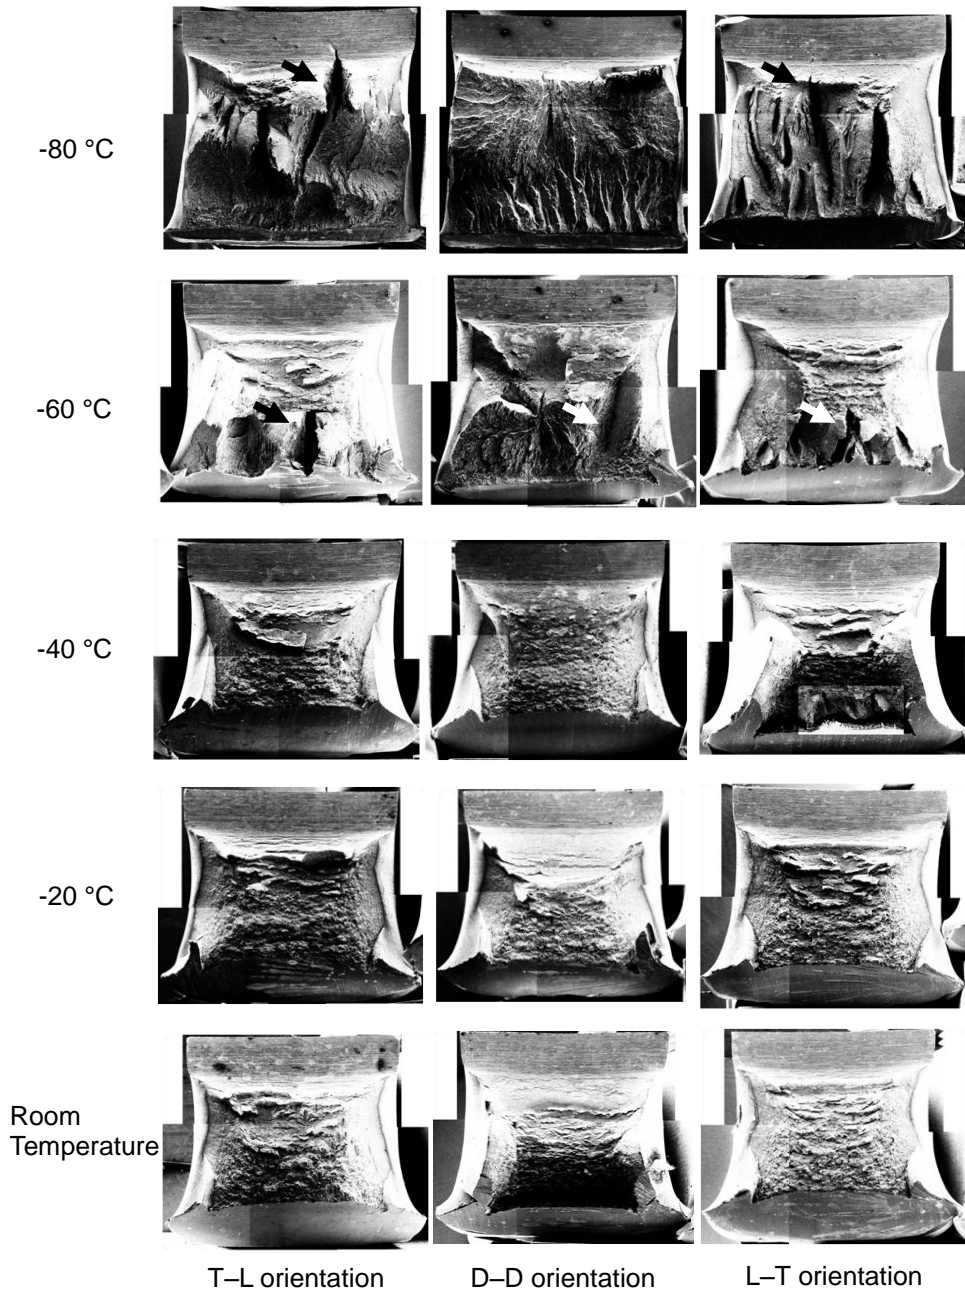 -80 °C
-60 °C
-40 °C
-20 °C
Room
Temperature
T–L orientation
D–D orientation
L–T orientation